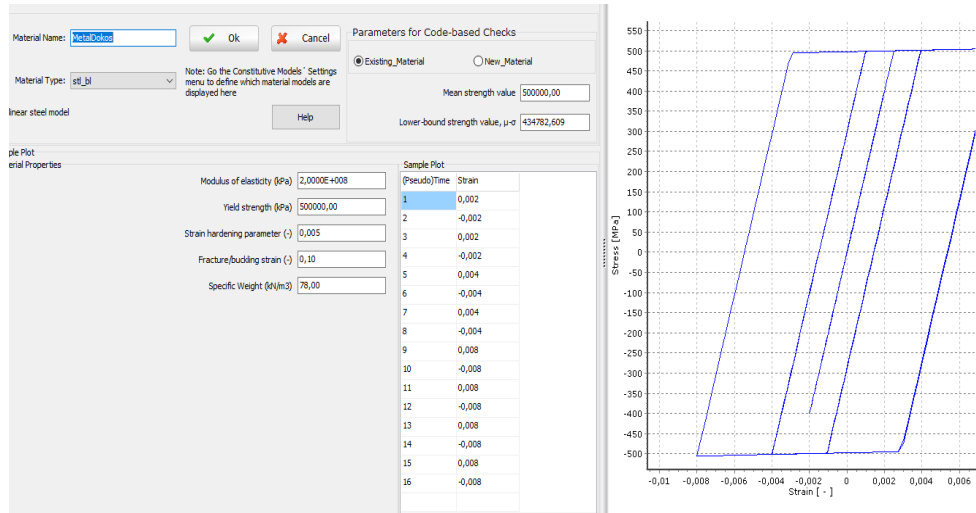 Material Name: MetalDokos
Ok
Cancel
Material Type: stl_bl
Note: Go the Constitutive Models` Settings
menu to define which material models are
displayed here
linear steel model
Help
Parameters for Code-based Checks
Existing_Material
New_Material
Mean strength value 500000,00
Lower-bound strength value, μ-σ 434782,609
ple Plot
erial Properties
Modulus of elasticity (kPa) 2,0000E+008
Yield strength (kPa) 500000,00
Strain hardening parameter (-) 0,005
Fracture/buckling strain (-) 0,10
Specific Weight (kN/m3) 78,00
Sample Plot
(Pseudo)Time Strain
1 0,002
2 -0,002
3 0,002
4 -0,002
5 0,004
6 -0,004
7 0,004
8 -0,004
9 0,008
10 -0,008
11 0,008
12 -0,008
13 0,008
14 -0,008
15 0,008
16 -0,008
550
500
450
400
350
300
250
200
150
100
50
0
-50
-100
-150
-200
-250
-300
-350
-400
-450
-500
Stress [MPa]
-0,01 -0,008 -0,006 -0,004 -0,002 0 0,002 0,004 0,006
Strain [ - ]